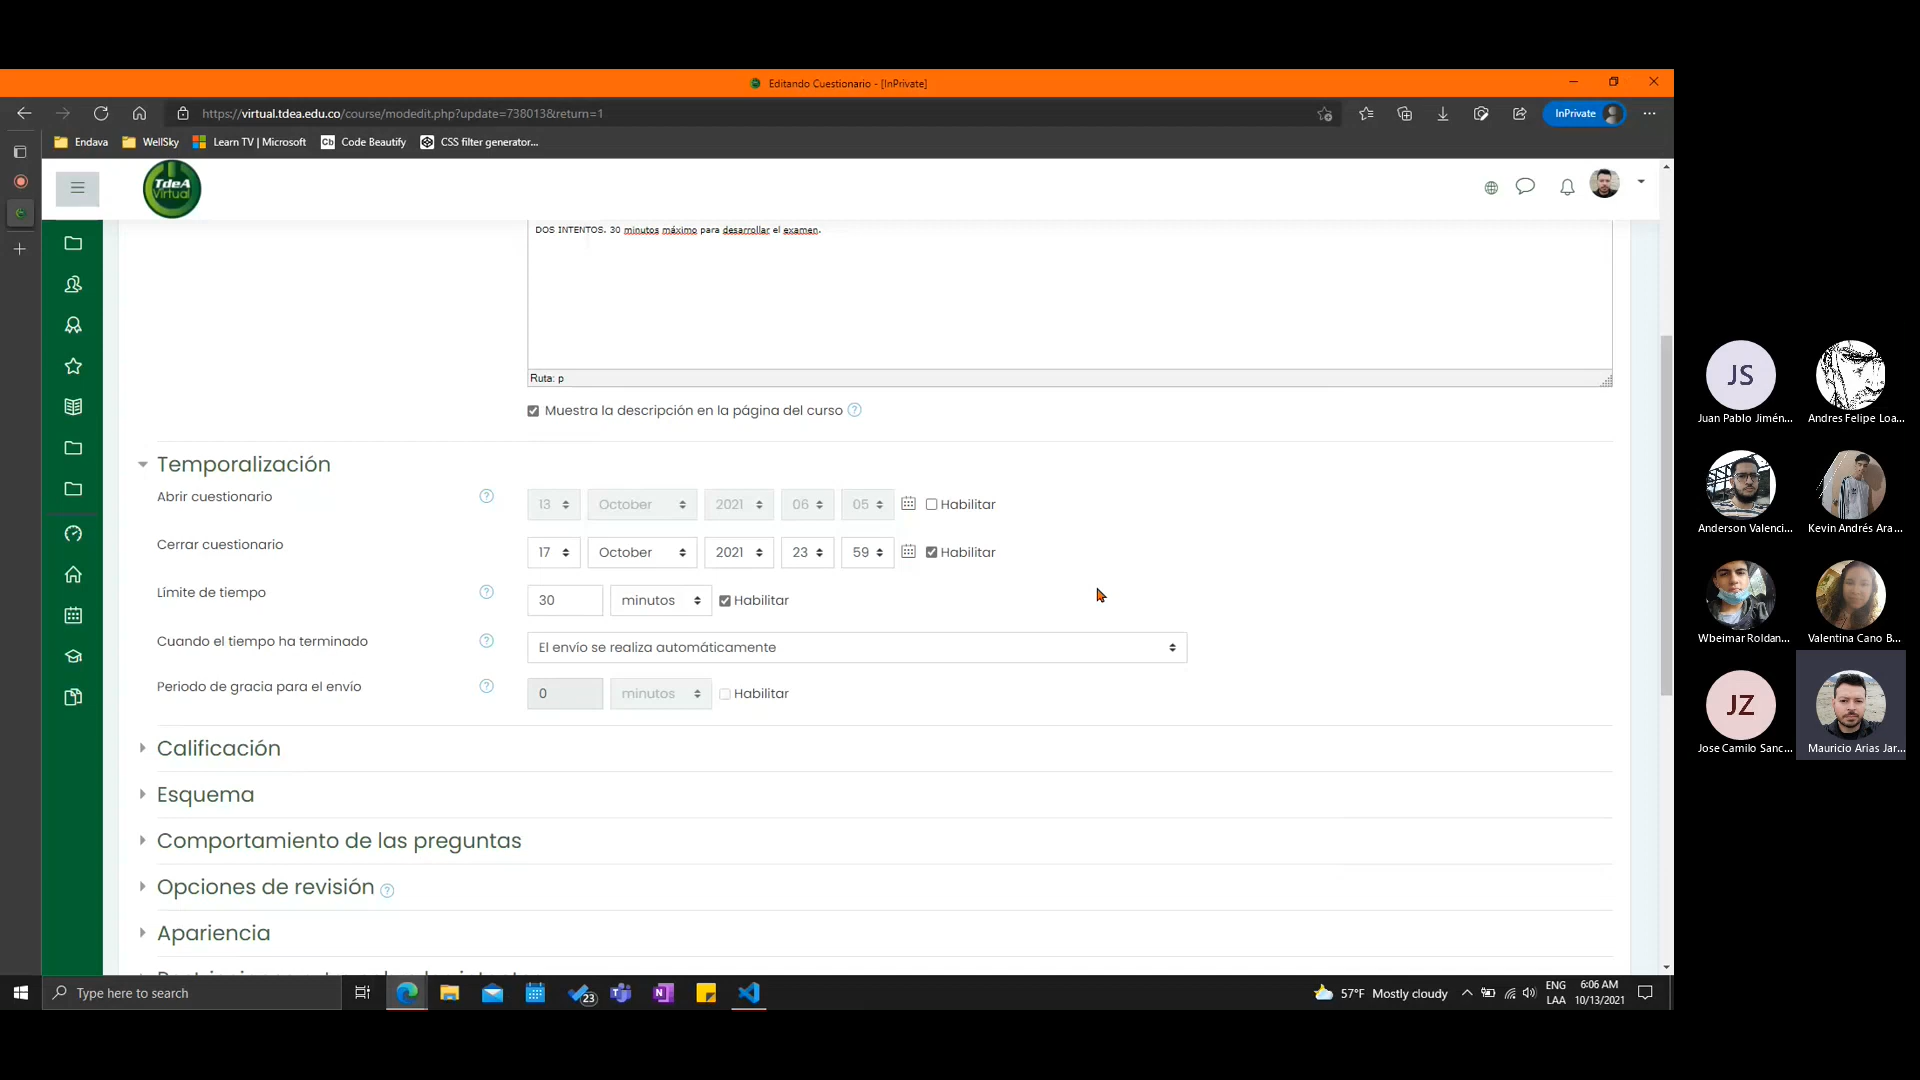 Editando Cuestionario - [InPrivate]
https://virtual.tdea.edu.co/course/modedit.php?update=738013&return=1
InPrivate
Endava
WellSky
Learn TV | Microsoft
Cb Code Beautify
CSS filter generator...
TdeA
Virtual
DOS INTENTOS. 30 minutos máximo para desarrollar el examen.
Ruta: p
Muestra la descripción en la página del curso
Temporalización
Abrir cuestionario
13 October 2021 06 05 Habilitar
Cerrar cuestionario
17 October 2021 23 59 Habilitar
Límite de tiempo
30 minutos Habilitar
Cuando el tiempo ha terminado
El envío se realiza automáticamente
Periodo de gracia para el envío
0 minutos Habilitar
Calificación
Esquema
Comportamiento de las preguntas
Opciones de revisión
Apariencia
JS
Juan Pablo Jimén...
Andres Felipe Loa...
Anderson Valenci...
Kevin Andrés Ara...
Wbeimar Roldan...
Valentina Cano B...
JZ
Jose Camilo Sanc...
Mauricio Arias Jar...
Type here to search
23
57°F Mostly cloudy
ENG
LAA
6:06 AM
10/13/2021